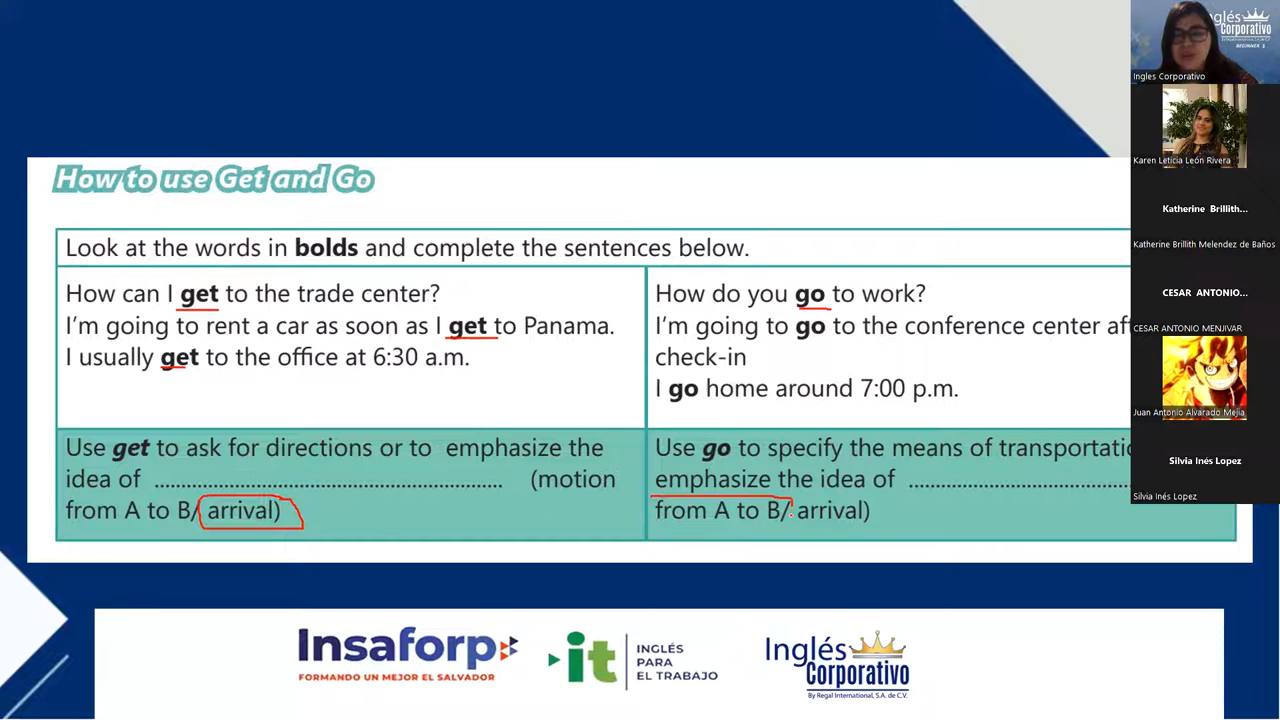 How to use Get and Go
Look at the words in bolds and complete the sentences below.
How can I get to the trade center?
I'm going to rent a car as soon as I get to Panama.
I usually get to the office at 6:30 a.m.
How do you go to work?
I'm going to go to the conference center aft
check-in
I go home around 7:00 p.m.
Use get to ask for directions or to emphasize the
idea of ........................................................ (motion
from A to B/ arrival)
Use go to specify the means of transportatio
emphasize the idea of ....................................
from A to B/ arrival)
Insaforp
FORMANDO UN MEJOR EL SALVADOR
it
INGLÉS
PARA
EL TRABAJO
Inglés
Corporativo
By Regal International, S.A. de C.V.
nglés
Corporativo
BEGINNER 3
Ingles Corporativo
Karen Leticia León Rivera
Katherine Brillith...
Katherine Brillith Melendez de Baños
CESAR ANTONIO...
CESAR ANTONIO MENJIVAR
Juan Antonio Alvarado Mejia
Silvia Inés Lopez
Silvia Inés Lopez